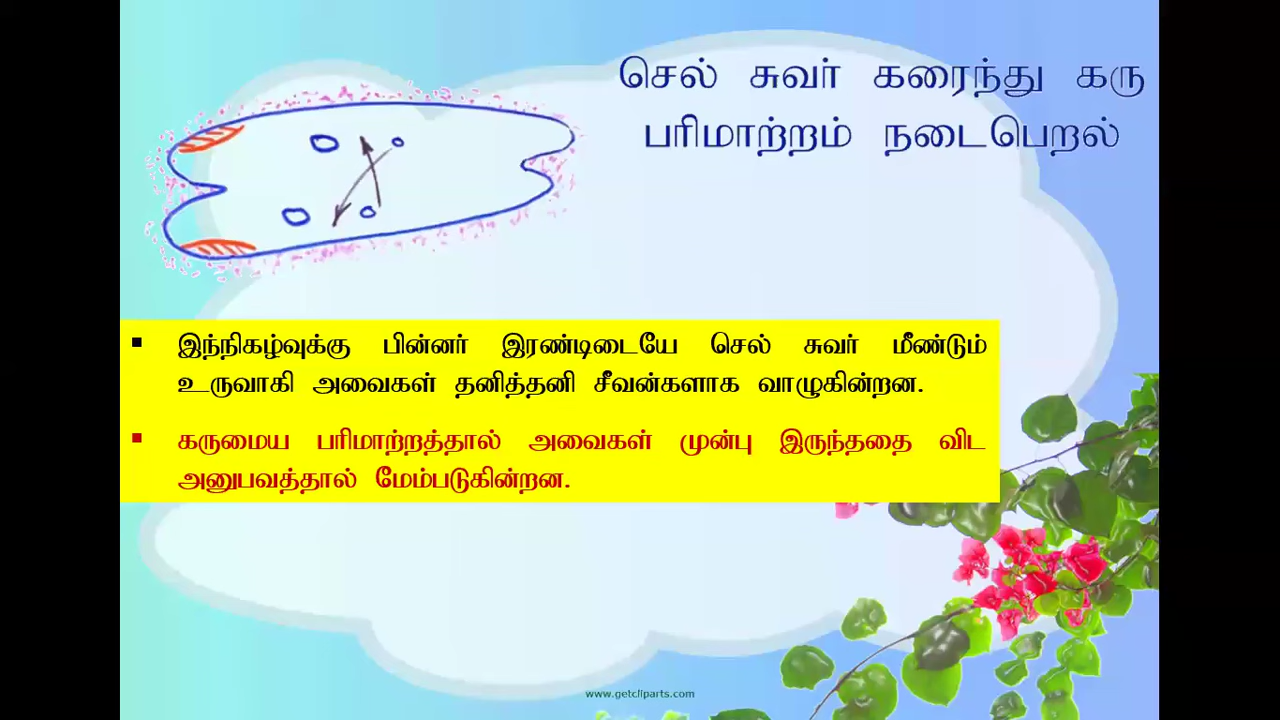 செல் சுவர் கரைந்து கரு
பரிமாற்றம் நடைபெறல்
▪ இந்நிகழ்வுக்கு பின்னர் இரண்டிடையே செல் சுவர் மீண்டும்
உருவாகி அவைகள் தனித்தனி சீவன்களாக வாழுகின்றன.
▪ கருமைய பரிமாற்றத்தால் அவைகள் முன்பு இருந்ததை விட
அனுபவத்தால் மேம்படுகின்றன.
www.getcliparts.com